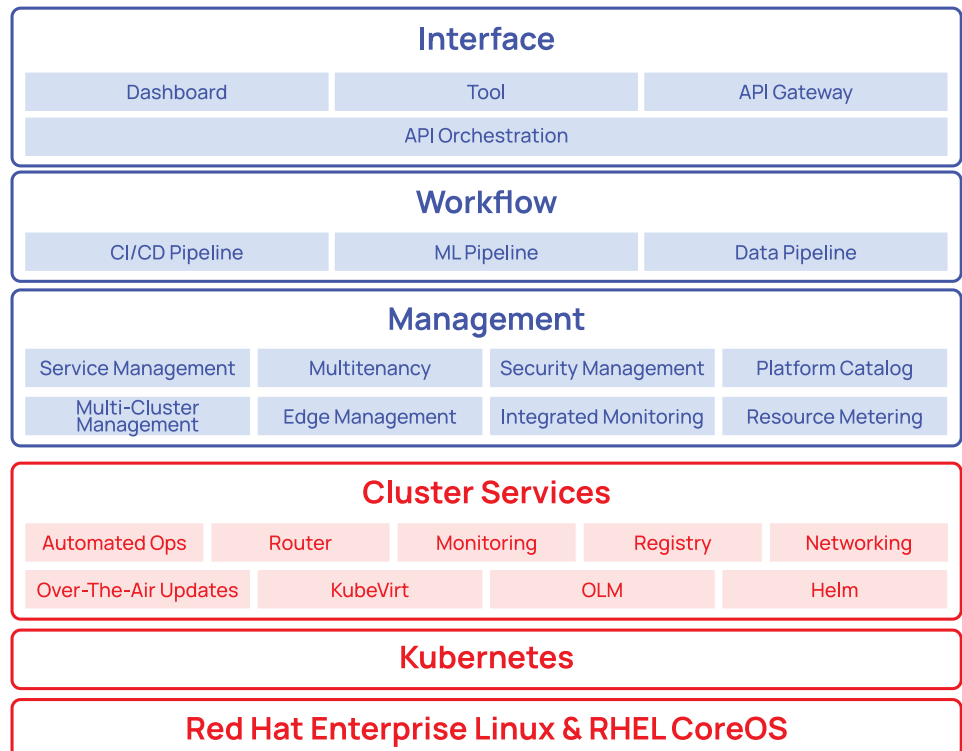 Interface
Dashboard
Tool
API Gateway
API Orchestration
Workflow
CI/CD Pipeline
ML Pipeline
Data Pipeline
Management
Service Management
Multitenancy
Security Management
Platform Catalog
Multi-Cluster
Management
Edge Management
Integrated Monitoring
Resource Metering
Cluster Services
Automated Ops
Router
Monitoring
Registry
Networking
Over-The-Air Updates
KubeVirt
OLM
Helm
Kubernetes
Red Hat Enterprise Linux & RHEL CoreOS